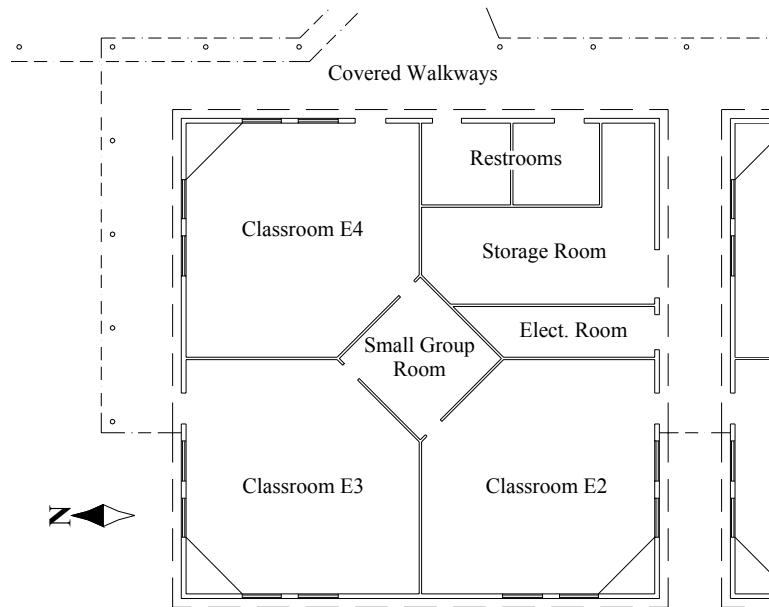 Covered Walkways
Restrooms
Classroom E4
Storage Room
Elect. Room
Small Group
Room
Classroom E3
Classroom E2
N